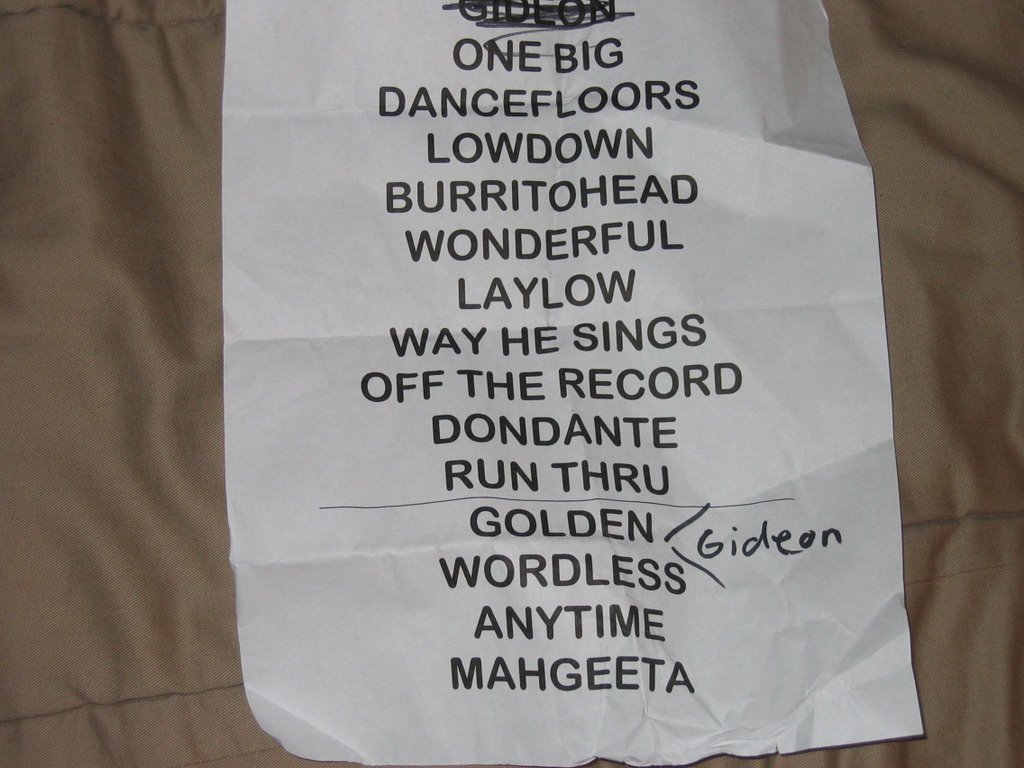 GIDEON
ONE BIG
DANCEFLOORS
LOWDOWN
BURRITOHEAD
WONDERFUL
LAYLOW
WAY HE SINGS
OFF THE RECORD
DONDANTE
RUN THRU
GOLDEN
Gideon
WORDLESS
ANYTIME
MAHGEETA